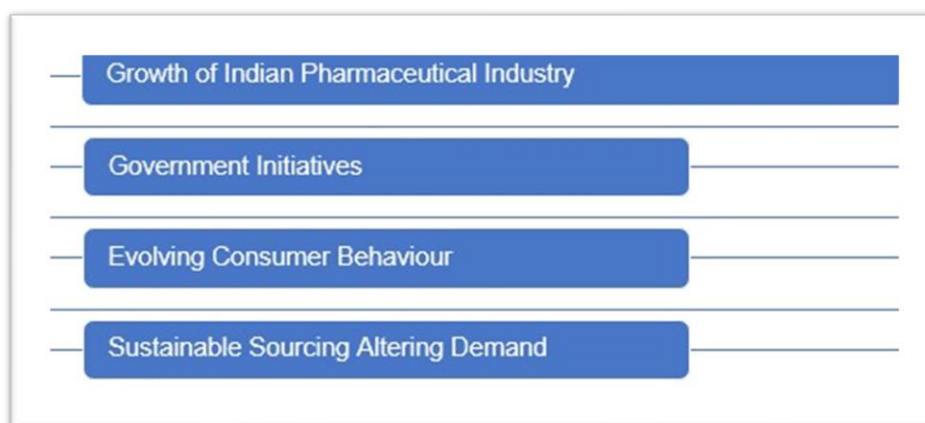 Growth of Indian Pharmaceutical Industry
Government Initiatives
Evolving Consumer Behaviour
Sustainable Sourcing Altering Demand